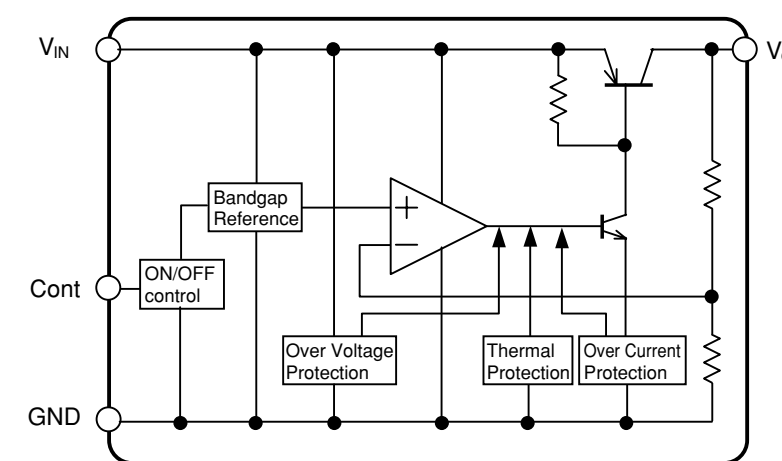 VIN
Bandgap
Reference
+
−
ON/OFF
control
Cont
Over Voltage
Protection
Thermal
Protection
Over Current
Protection
GND